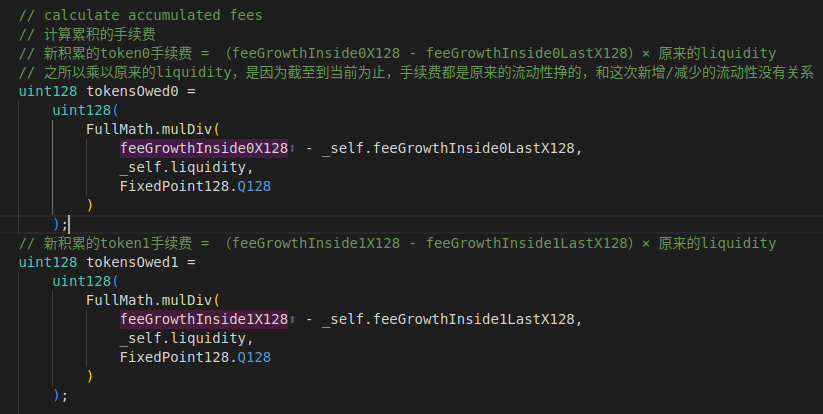 // calculate accumulated fees
// 计算累积的手续费
// 新积累的token0手续费 = （feeGrowthInside0X128 - feeGrowthInside0LastX128）× 原来的liquidity
// 之所以乘以原来的liquidity，是因为截至到当前为止，手续费都是原来的流动性挣的，和这次新增/减少的流动性没有关系
uint128 tokensOwed0 =
uint128(
FullMath.mulDiv(
feeGrowthInside0X128↑ - _self.feeGrowthInside0LastX128,
_self.liquidity,
FixedPoint128.Q128
)
);
// 新积累的token1手续费 = （feeGrowthInside1X128 - feeGrowthInside1LastX128）× 原来的liquidity
uint128 tokensOwed1 =
uint128(
FullMath.mulDiv(
feeGrowthInside1X128↑ - _self.feeGrowthInside1LastX128,
_self.liquidity,
FixedPoint128.Q128
)
);